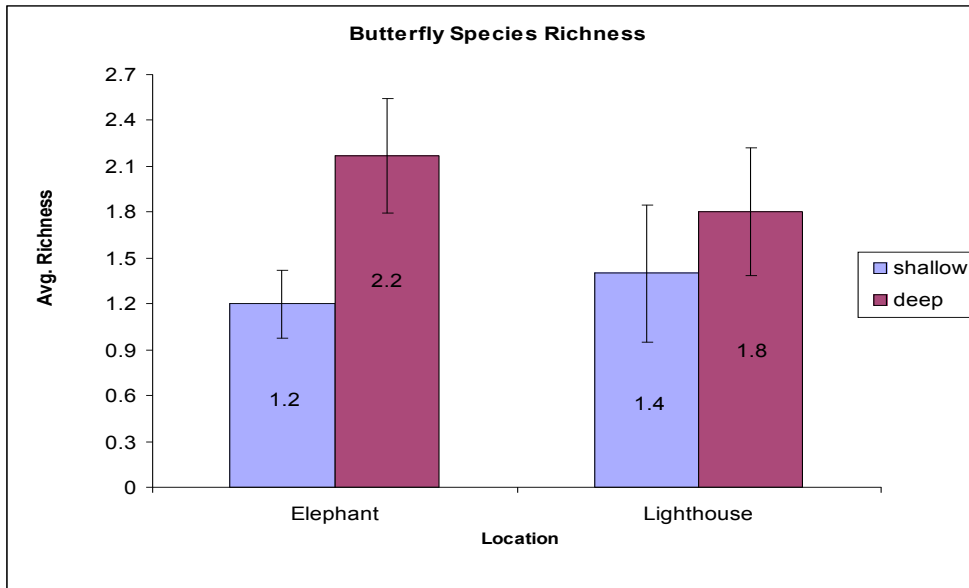 Butterfly Species Richness
Avg. Richness
2.7
2.4
2.1
1.8
1.5
1.2
0.9
0.6
0.3
0
1.2
2.2
1.4
1.8
Elephant
Lighthouse
Location
shallow
deep